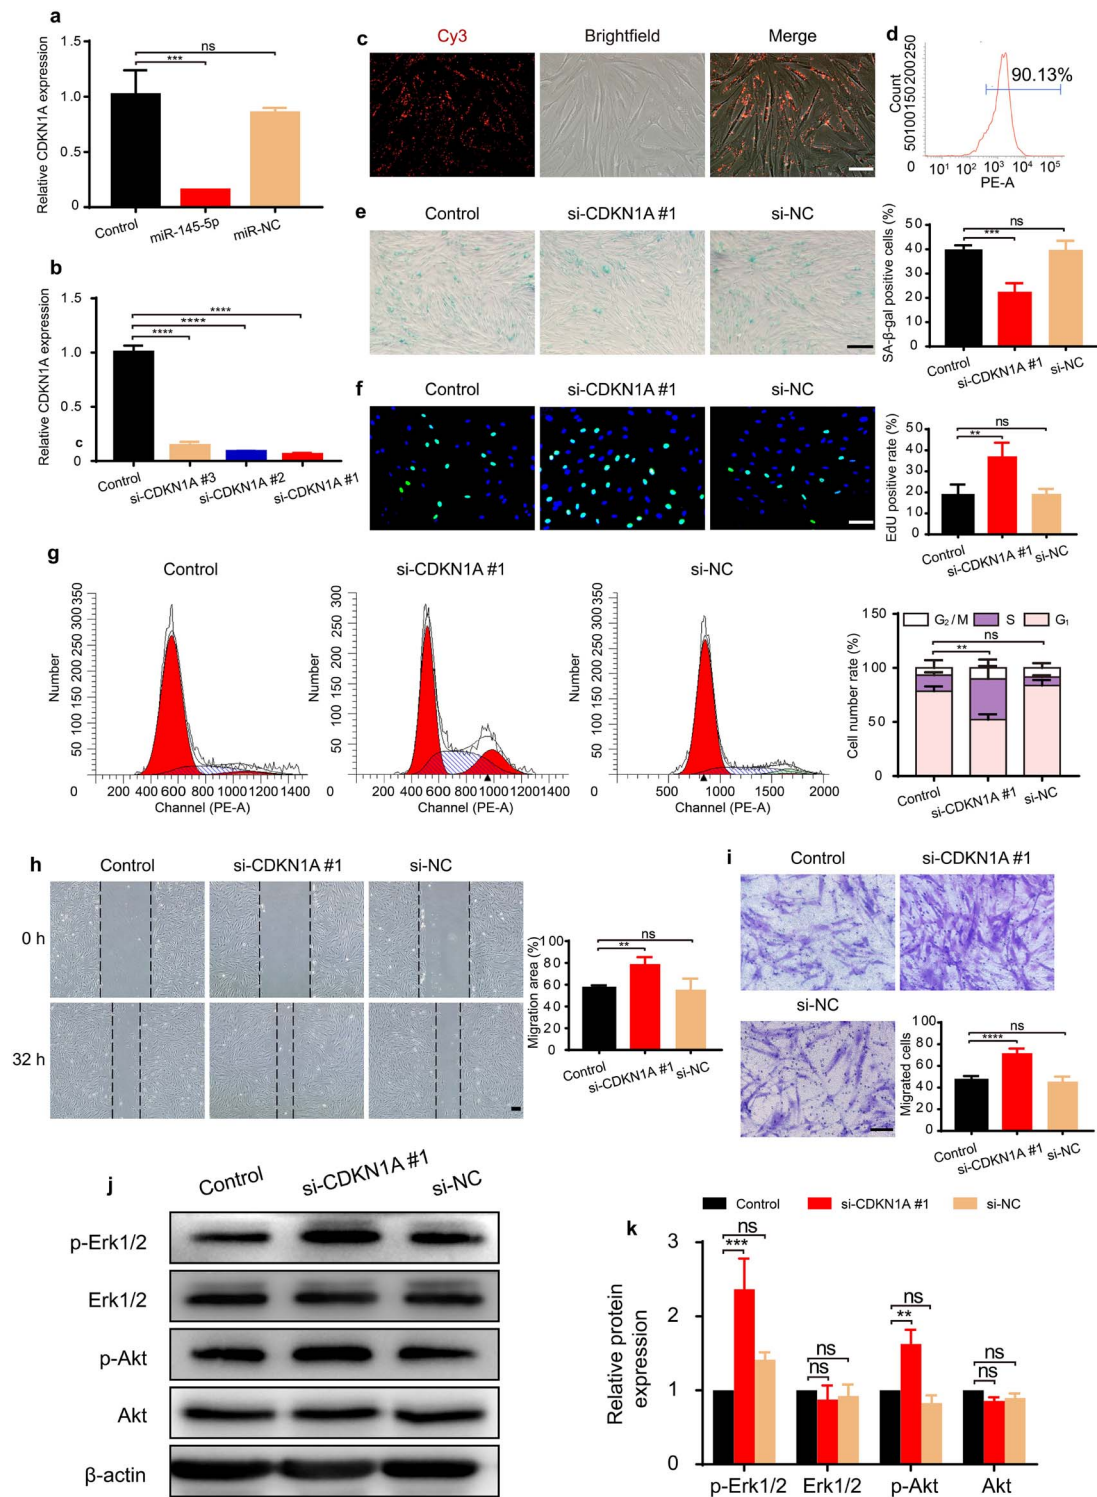 a
Relative CDKN1A expression
1.5
1.0
0.5
0
ns
***
Control
miR-145-5p
miR-NC
b
Relative CDKN1A expression
1.5
1.0
0.5
0
c
****
****
****
Control
si-CDKN1A #3
si-CDKN1A #2
si-CDKN1A #1
c
Cy3
Brightfield
Merge
d
Count
0 50 100 150 200 250
90.13%
10¹ 10² 10³ 10⁴ 10⁵
PE-A
e
Control
si-CDKN1A #1
si-NC
SA-β-gal positive cells (%)
80
60
40
20
0
ns
***
Control
si-CDKN1A #1
si-NC
f
Control
si-CDKN1A #1
si-NC
EdU positive rate (%)
50
40
30
20
10
0
ns
**
Control
si-CDKN1A #1
si-NC
g
Control
Number
0 50 100 150 200 250 300 350
0 200 400 600 800 1000 1400
Channel (PE-A)
si-CDKN1A #1
Number
0 50 100 150 200 250 300 350
0 200 400 600 800 1000 1400
Channel (PE-A)
si-NC
Number
0 50 100 150 200 250 300 350
0 500 1000 1500 2000
Channel (PE-A)
Cell number rate (%)
150
100
50
0
G₂ / M S G₁
ns
**
Control
si-CDKN1A #1
si-NC
h
Control
si-CDKN1A #1
si-NC
0 h
32 h
Migration area (%)
100
80
60
40
20
0
ns
**
Control
si-CDKN1A #1
si-NC
i
Control
si-CDKN1A #1
si-NC
Migrated cells
100
80
60
40
20
0
ns
****
Control
si-CDKN1A #1
si-NC
j
Control
si-CDKN1A #1
si-NC
p-Erk1/2
Erk1/2
p-Akt
Akt
β-actin
Control si-CDKN1A #1 si-NC
k
Relative protein
expression
3
2
1
0
ns
***
ns
ns
ns
**
ns
ns
p-Erk1/2 Erk1/2 p-Akt Akt